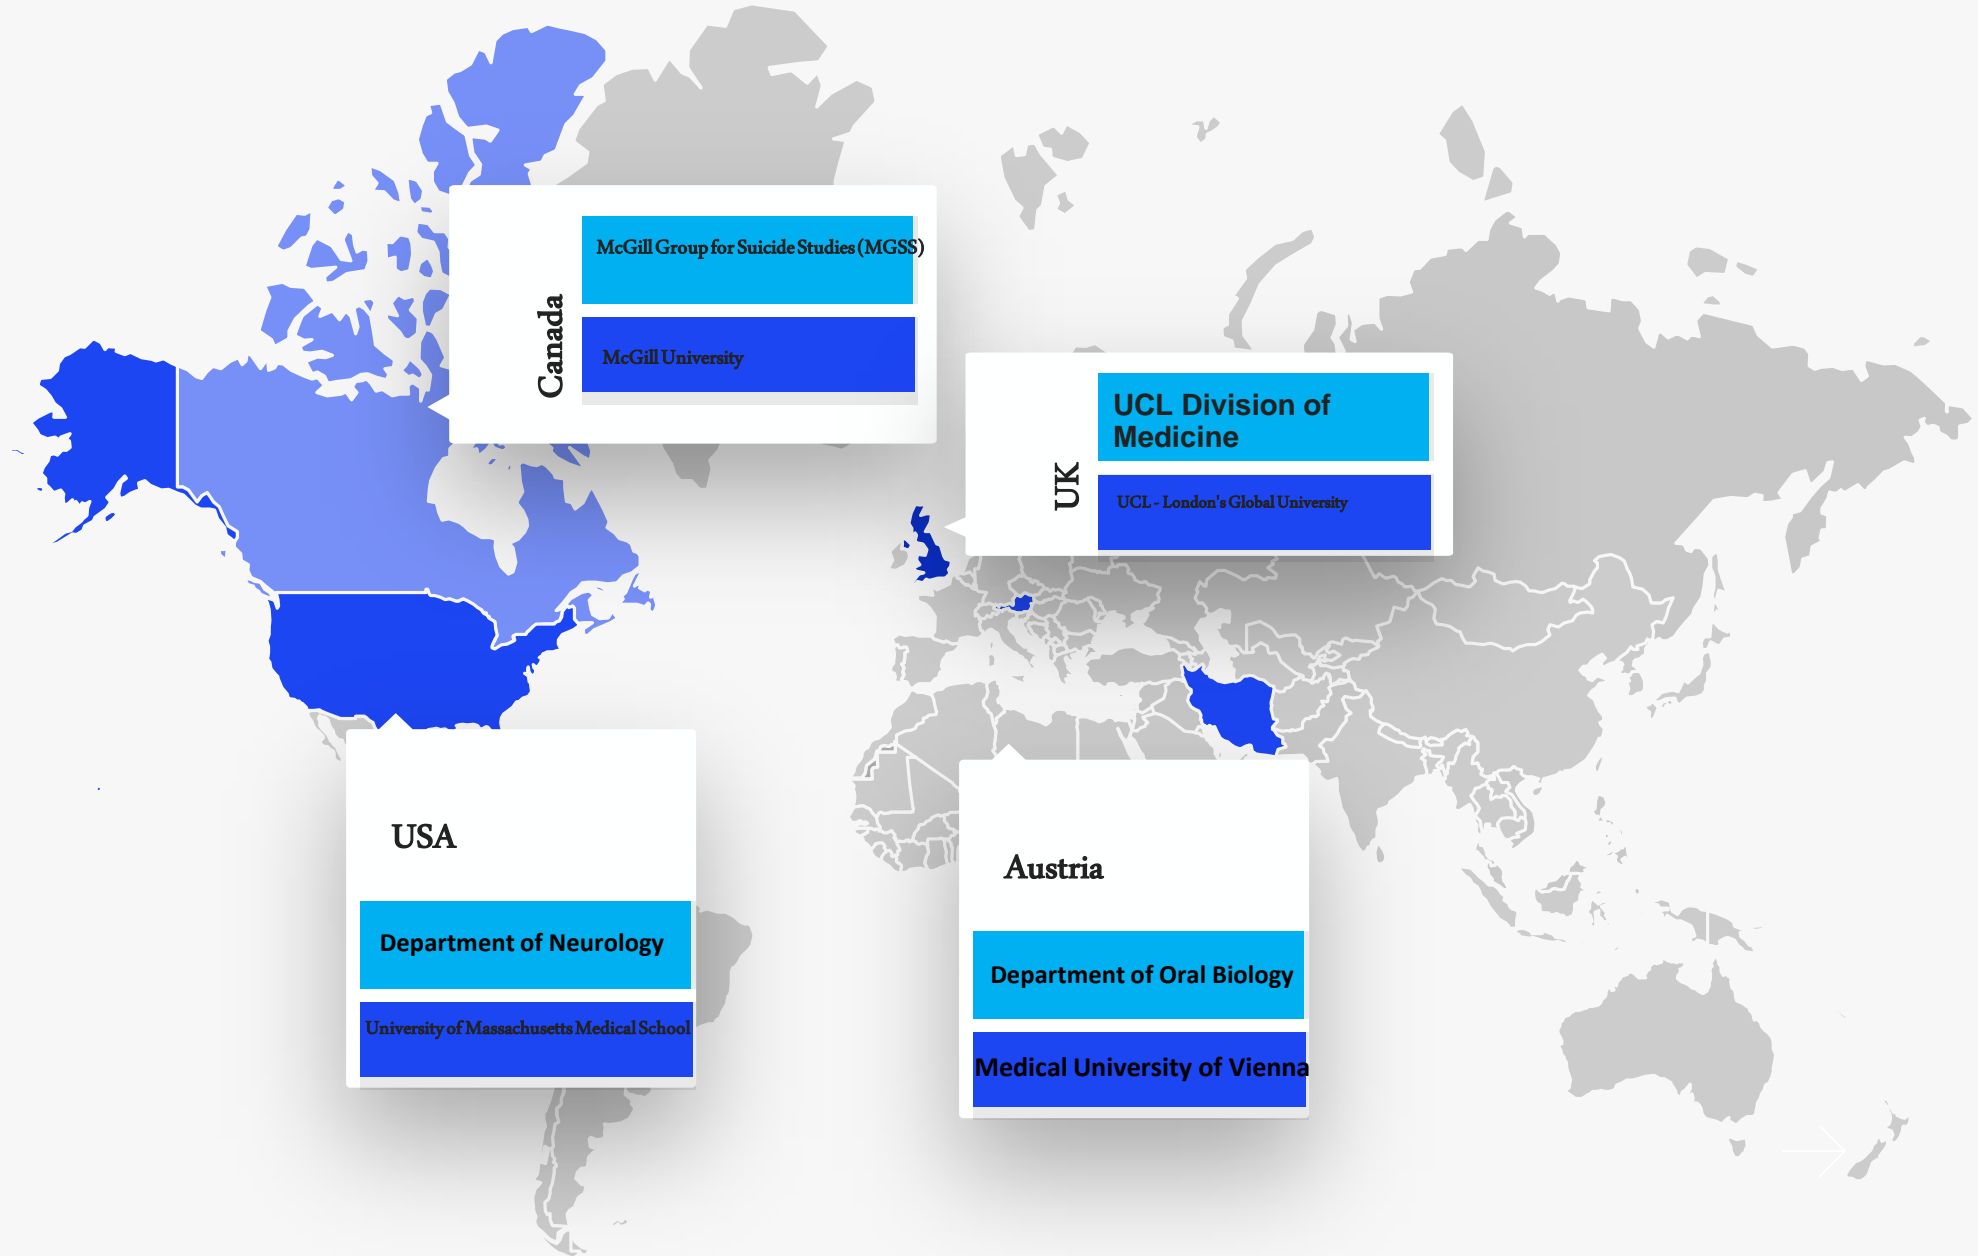 Canada
McGill Group for Suicide Studies (MGSS)
McGill University
UK
UCL Division of
Medicine
UCL - London's Global University
USA
Department of Neurology
University of Massachusetts Medical School
Austria
Department of Oral Biology
Medical University of Vienna